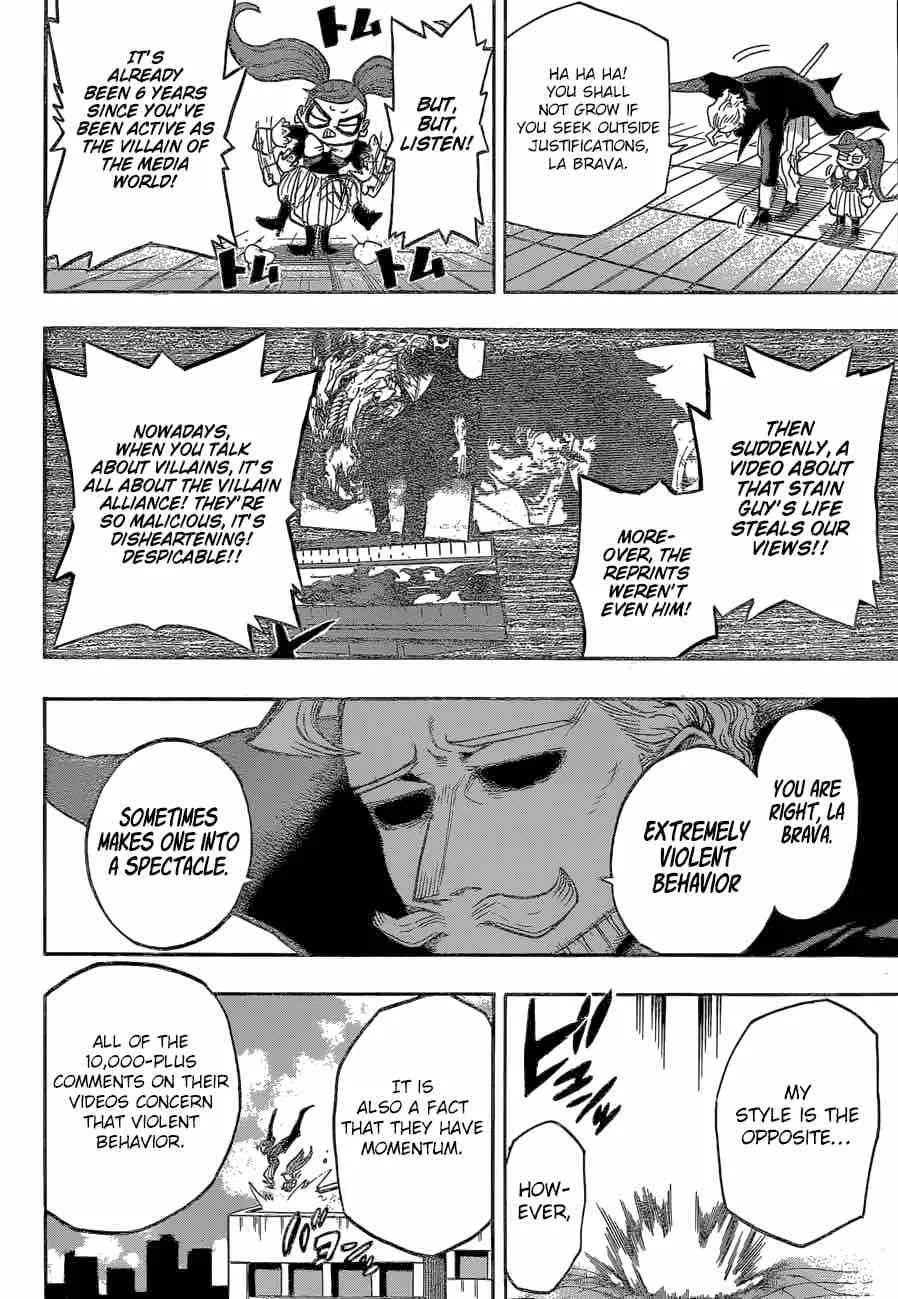 HA HA HA!
YOU SHALL
NOT GROW IF
YOU SEEK OUTSIDE
JUSTIFICATIONS,
LA BRAVA.
トム
BUT,
BUT,
LISTEN!
IT'S
ALREADY
BEEN 6 YEARS
SINCE YOU'VE
BEEN ACTIVE AS
THE VILLAIN
OF THE MEDIA
WORLD!
トム
トム
THEN
SUDDENLY, A
VIDEO ABOUT
THAT STAIN
GUY'S LIFE
STEALS OUR
VIEWS!!
MORE-
OVER, THE
REPRINTS
WEREN'T
EVEN HIM!
NOWADAYS,
WHEN YOU TALK
ABOUT VILLAINS, IT'S
ALL ABOUT THE VILLAIN
ALLIANCE! THEY'RE
SO MALICIOUS, IT'S
DISHEARTENING!
DESPICABLE!!
YOU ARE
RIGHT, LA
BRAVA.
EXTREMELY
VIOLENT
BEHAVIOR
SOMETIMES
MAKES ONE INTO
A SPECTACLE.
MY
STYLE IS THE
OPPOSITE...
ビュン
HOW-
EVER,
IT IS
ALSO A FACT
THAT THEY HAVE
MOMENTUM.
ALL OF THE
10,000-PLUS
COMMENTS ON THEIR
VIDEOS CONCERN
THAT VIOLENT
BEHAVIOR.